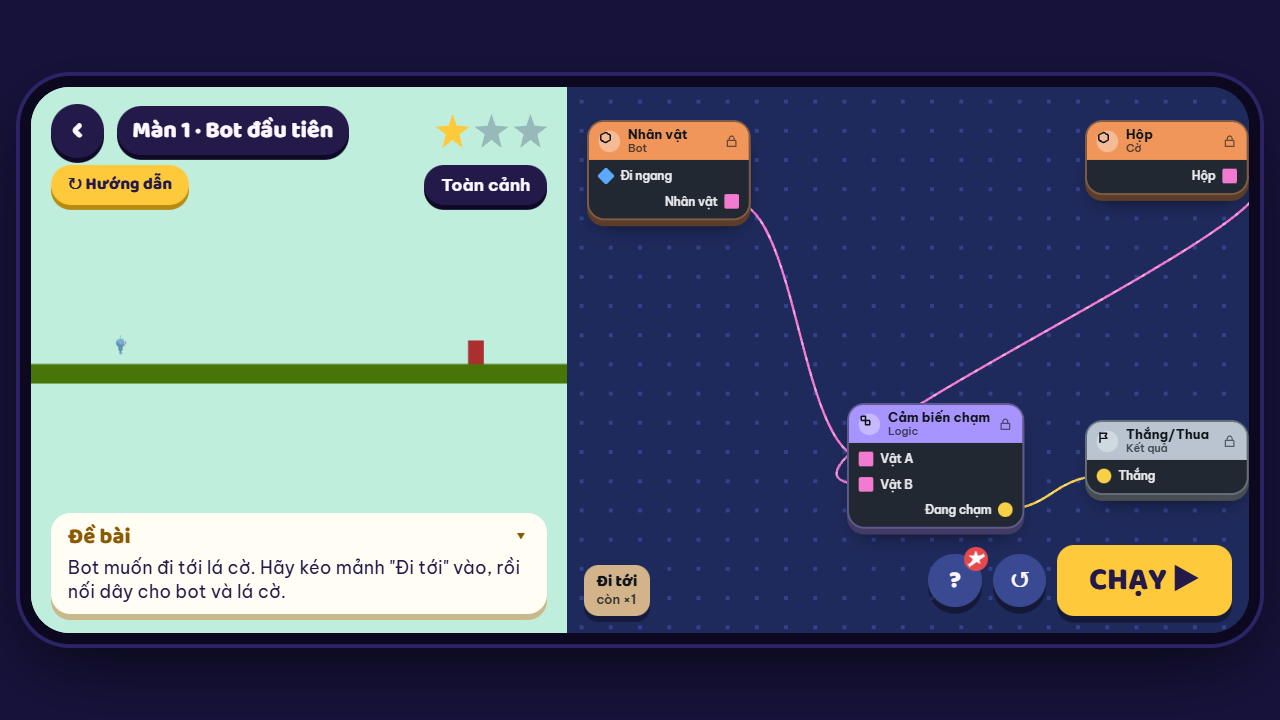 Màn 1 · Bot đầu tiên
↻ Hướng dẫn
Toàn cảnh
Đề bài
Bot muốn đi tới lá cờ. Hãy kéo mảnh "Đi tới" vào, rồi
nối dây cho bot và lá cờ.
Nhân vật
Bot
Đi ngang
Nhân vật
Hộp
Cờ
Hộp
Cảm biến chạm
Logic
Vật A
Vật B
Đang chạm
Thắng/Thua
Kết quả
Thắng
Đi tới
còn ×1
?
↺
CHẠY ▶